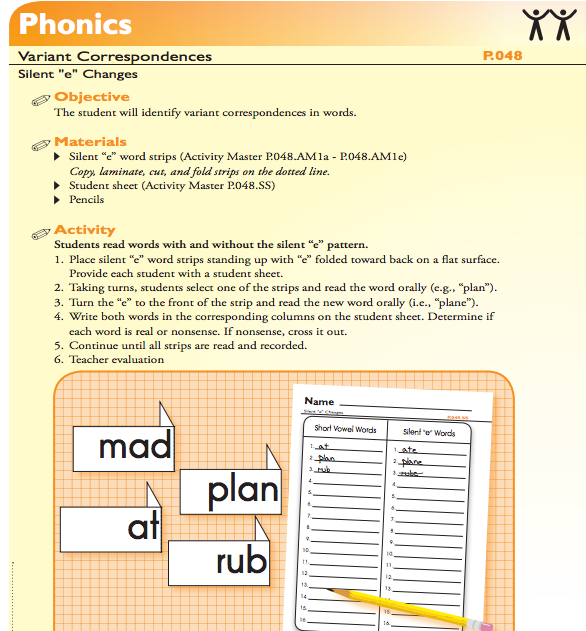 Phonics
Variant Correspondences P.048
Silent "e" Changes
Objective
The student will identify variant correspondences in words.
Materials
Silent “e” word strips (Activity Master P.048.AM1a - P.048.AM1e)
Copy, laminate, cut, and fold strips on the dotted line.
Student sheet (Activity Master P.048.SS)
Pencils
Activity
Students read words with and without the silent “e” pattern.
1. Place silent “e” word strips standing up with “e” folded toward back on a flat surface.
Provide each student with a student sheet.
2. Taking turns, students select one of the strips and read the word orally (e.g., “plan”).
3. Turn the “e” to the front of the strip and read the new word orally (i.e., “plane”).
4. Write both words in the corresponding columns on the student sheet. Determine if
each word is real or nonsense. If nonsense, cross it out.
5. Continue until all strips are read and recorded.
6. Teacher evaluation
mad
plan
at
rub
Name
Silent "e" Changes P.048.SS
Short Vowel Words Silent "e" Words
1. at 1. ate
2. plan 2. plane
3. rub 3. rube
4. 4.
5. 5.
6. 6.
7. 7.
8. 8.
9. 9.
10. 10.
11. 11.
12. 12.
13. 13.
14.
15. 15.
16. 16.